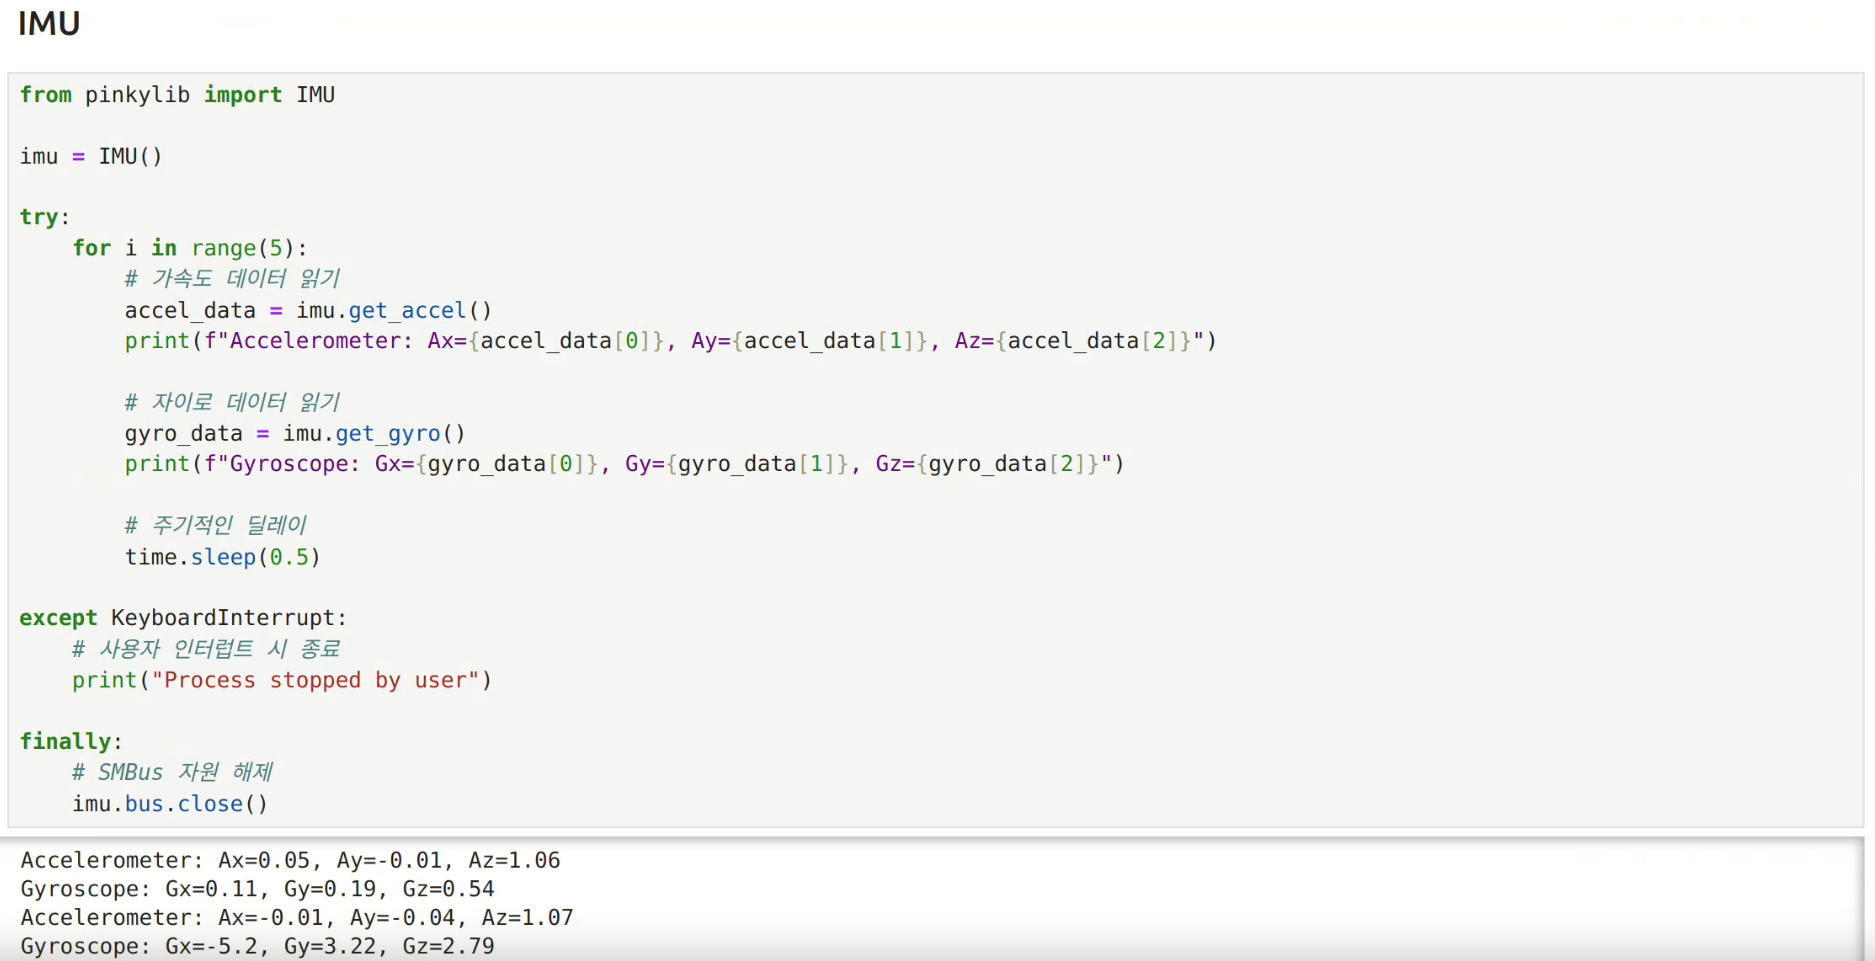 IMU
from pinkylib import IMU
imu = IMU()
try:
    for i in range(5):
        # 가속도 데이터 읽기
        accel_data = imu.get_accel()
        print(f"Accelerometer: Ax={accel_data[0]}, Ay={accel_data[1]}, Az={accel_data[2]}")
        # 자이로 데이터 읽기
        gyro_data = imu.get_gyro()
        print(f"Gyroscope: Gx={gyro_data[0]}, Gy={gyro_data[1]}, Gz={gyro_data[2]}")
        # 주기적인 딜레이
        time.sleep(0.5)
except KeyboardInterrupt:
    # 사용자 인터럽트 시 종료
    print("Process stopped by user")
finally:
    # SMBus 자원 해제
    imu.bus.close()
Accelerometer: Ax=0.05, Ay=-0.01, Az=1.06
Gyroscope: Gx=0.11, Gy=0.19, Gz=0.54
Accelerometer: Ax=-0.01, Ay=-0.04, Az=1.07
Gyroscope: Gx=-5.2, Gy=3.22, Gz=2.79